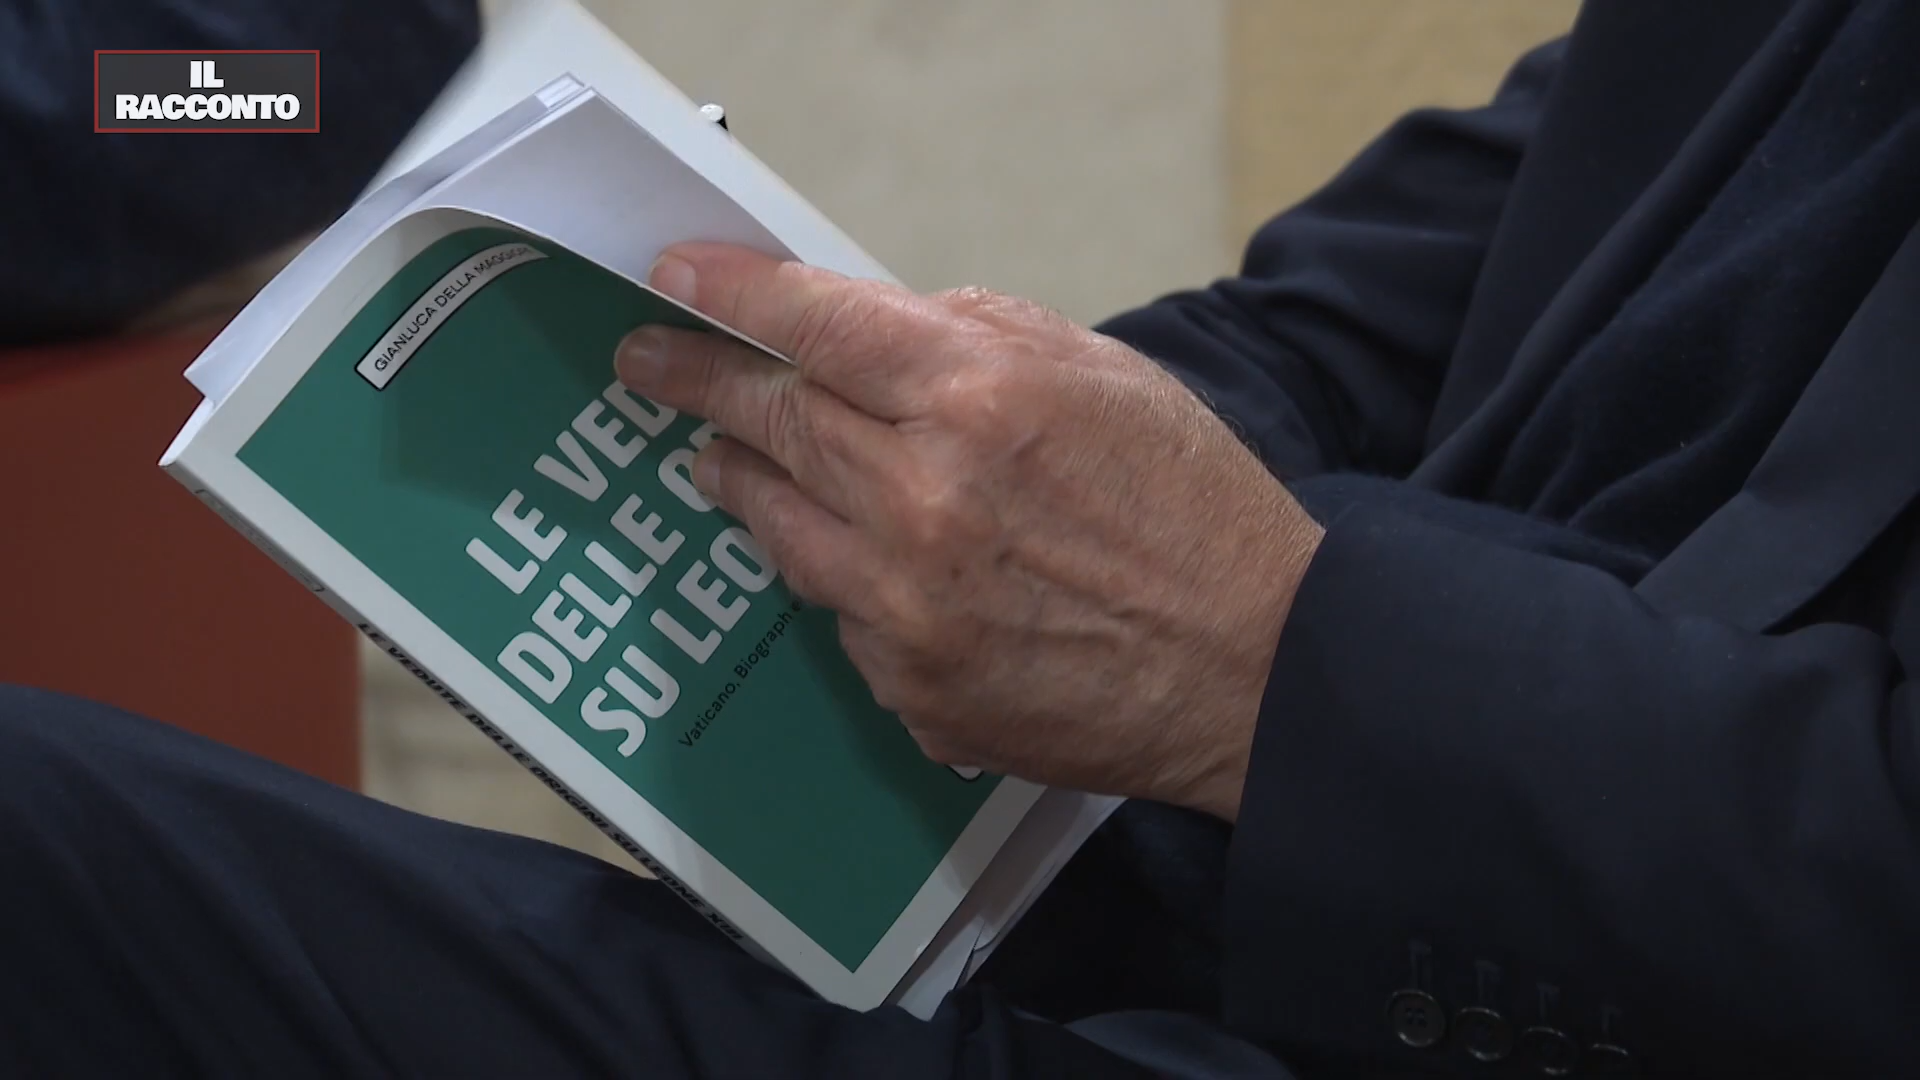 IL
RACCONTO
GIANLUCA DELLA MAGGIORE
LE VED
DELLE O
SU LEO
Vaticano, Biograph e
LE VEDUTE DELLE ORIGINI SU LEONE XIII